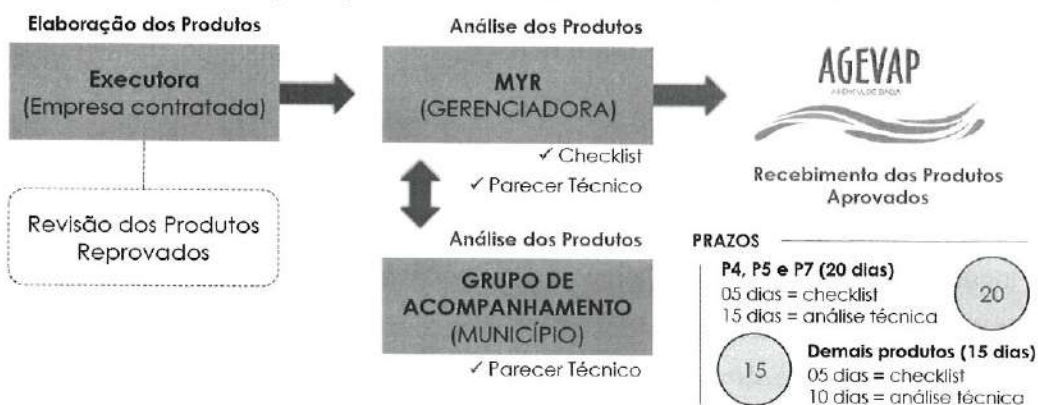 Elaboração dos Produtos
Executora
(Empresa contratada)
Revisão dos Produtos
Reprovados
Análise dos Produtos
MYR
(GERENCIADORA)
✓ Checklist
✓ Parecer Técnico
Análise dos Produtos
GRUPO DE
ACOMPANHAMENTO
(MUNICÍPIO)
✓ Parecer Técnico
AGEVAP
Recebimento dos Produtos
Aprovados
PRAZOS
P4, P5 e P7 (20 dias)
05 dias = checklist
15 dias = análise técnica
20
15
Demais produtos (15 dias)
05 dias = checklist
10 dias = análise técnica